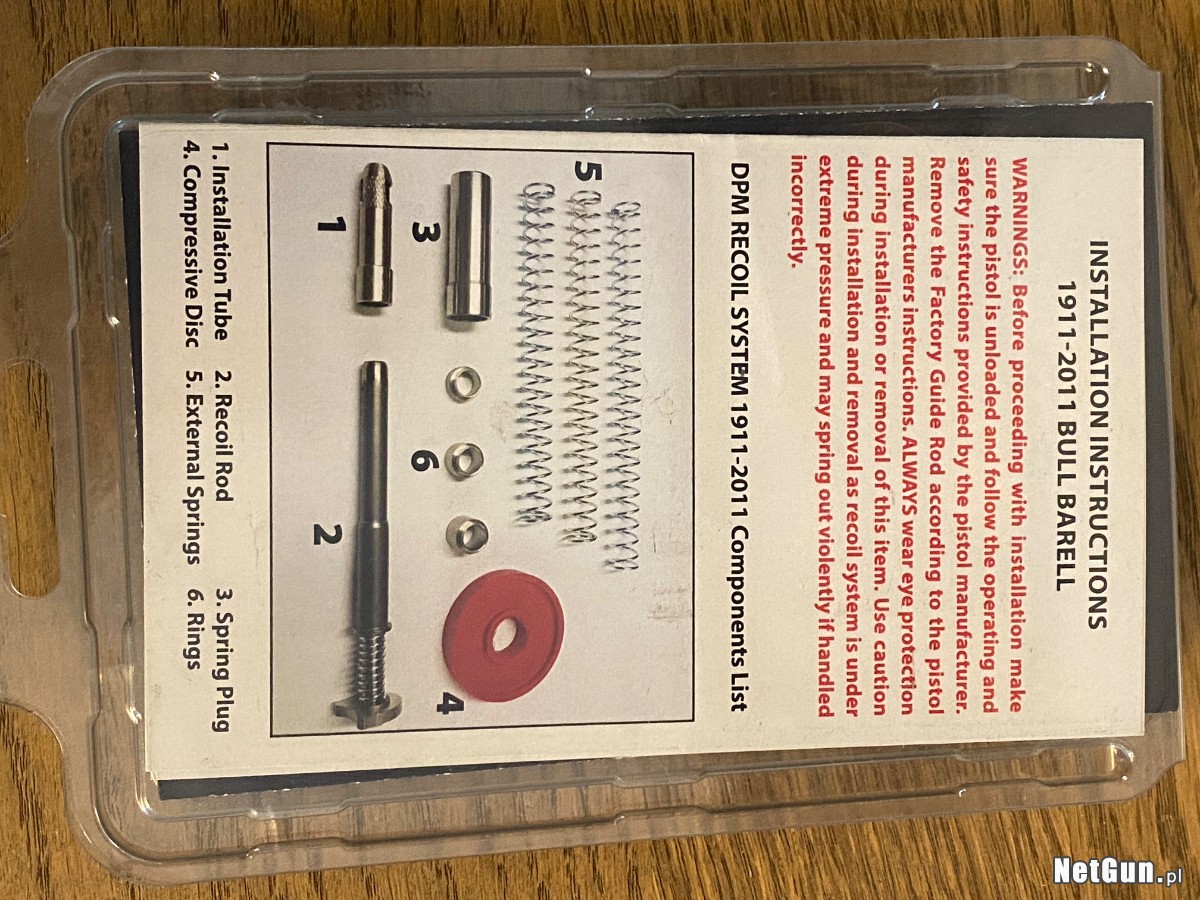 INSTALLATION INSTRUCTIONS
1911-2011 BULL BARELL
WARNINGS: Before proceeding with installation make
sure the pistol is unloaded and follow the operating and
safety instructions provided by the pistol manufacturer.
Remove the Factory Guide Rod according to the pistol
manufacturers instructions. ALWAYS wear eye protection
during installation or removal of this item. Use caution
during installation and removal as recoil system is under
extreme pressure and may spring out violently if handled
incorrectly.
DPM RECOIL SYSTEM 1911-2011 Components List
5
3
6
4
1
2
1. Installation Tube 2. Recoil Rod 3. Spring Plug
4. Compressive Disc 5. External Springs 6. Rings
NetGun.pl